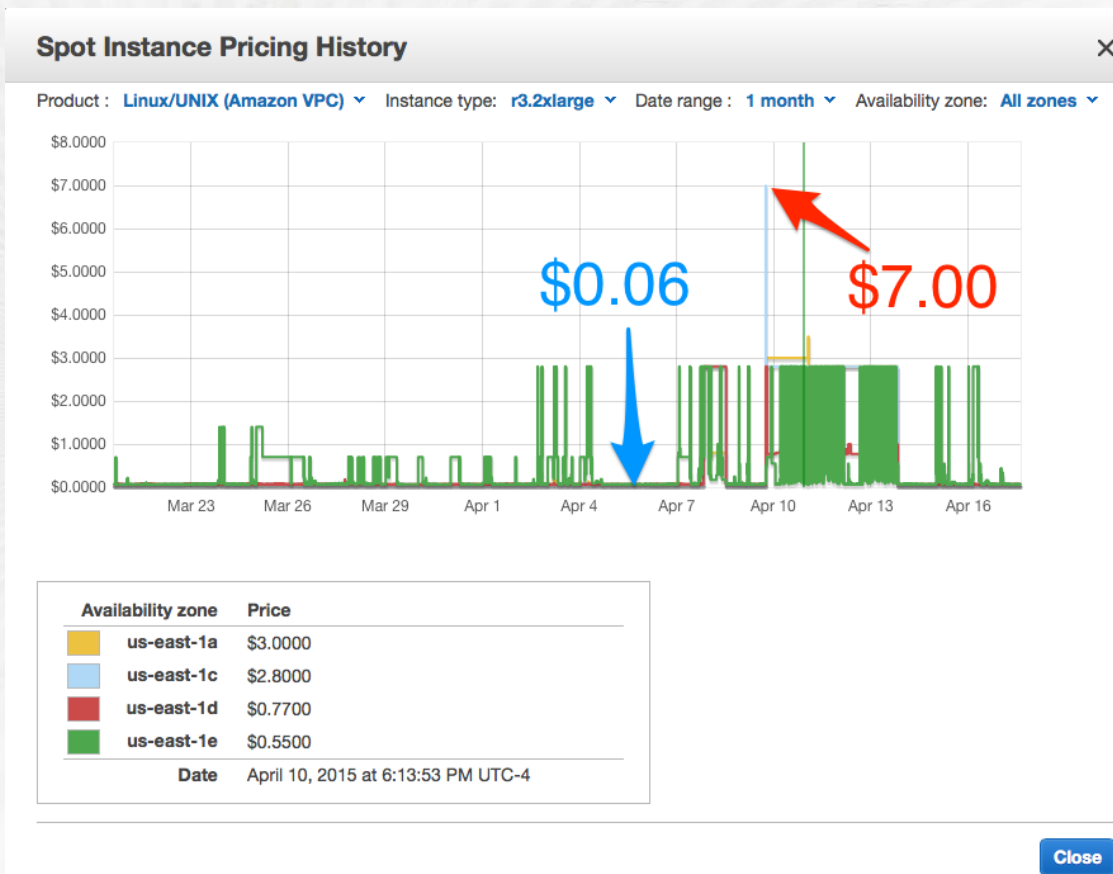 Spot Instance Pricing History ×
Product : Linux/UNIX (Amazon VPC) Instance type: r3.2xlarge Date range : 1 month Availability zone: All zones
$8.0000
$7.0000
$6.0000
$5.0000
$4.0000
$3.0000
$2.0000
$1.0000
$0.0000
$0.06
$7.00
Mar 23 Mar 26 Mar 29 Apr 1 Apr 4 Apr 7 Apr 10 Apr 13 Apr 16
Availability zone Price
us-east-1a $3.0000
us-east-1c $2.8000
us-east-1d $0.7700
us-east-1e $0.5500
Date April 10, 2015 at 6:13:53 PM UTC-4
Close